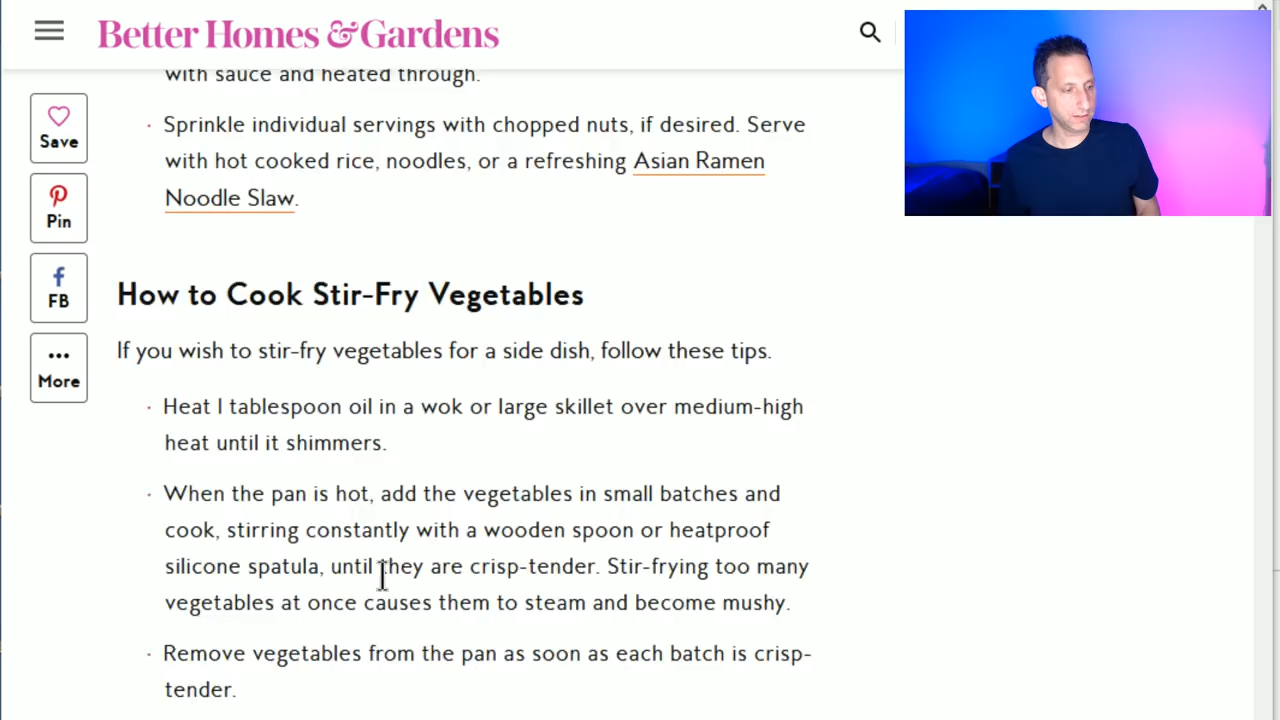 Better Homes & Gardens
with sauce and heated through.
Save
· Sprinkle individual servings with chopped nuts, if desired. Serve
with hot cooked rice, noodles, or a refreshing Asian Ramen
Noodle Slaw.
Pin
FB
How to Cook Stir-Fry Vegetables
If you wish to stir-fry vegetables for a side dish, follow these tips.
More
· Heat 1 tablespoon oil in a wok or large skillet over medium-high
heat until it shimmers.
· When the pan is hot, add the vegetables in small batches and
cook, stirring constantly with a wooden spoon or heatproof
silicone spatula, until they are crisp-tender. Stir-frying too many
vegetables at once causes them to steam and become mushy.
· Remove vegetables from the pan as soon as each batch is crisp-
tender.